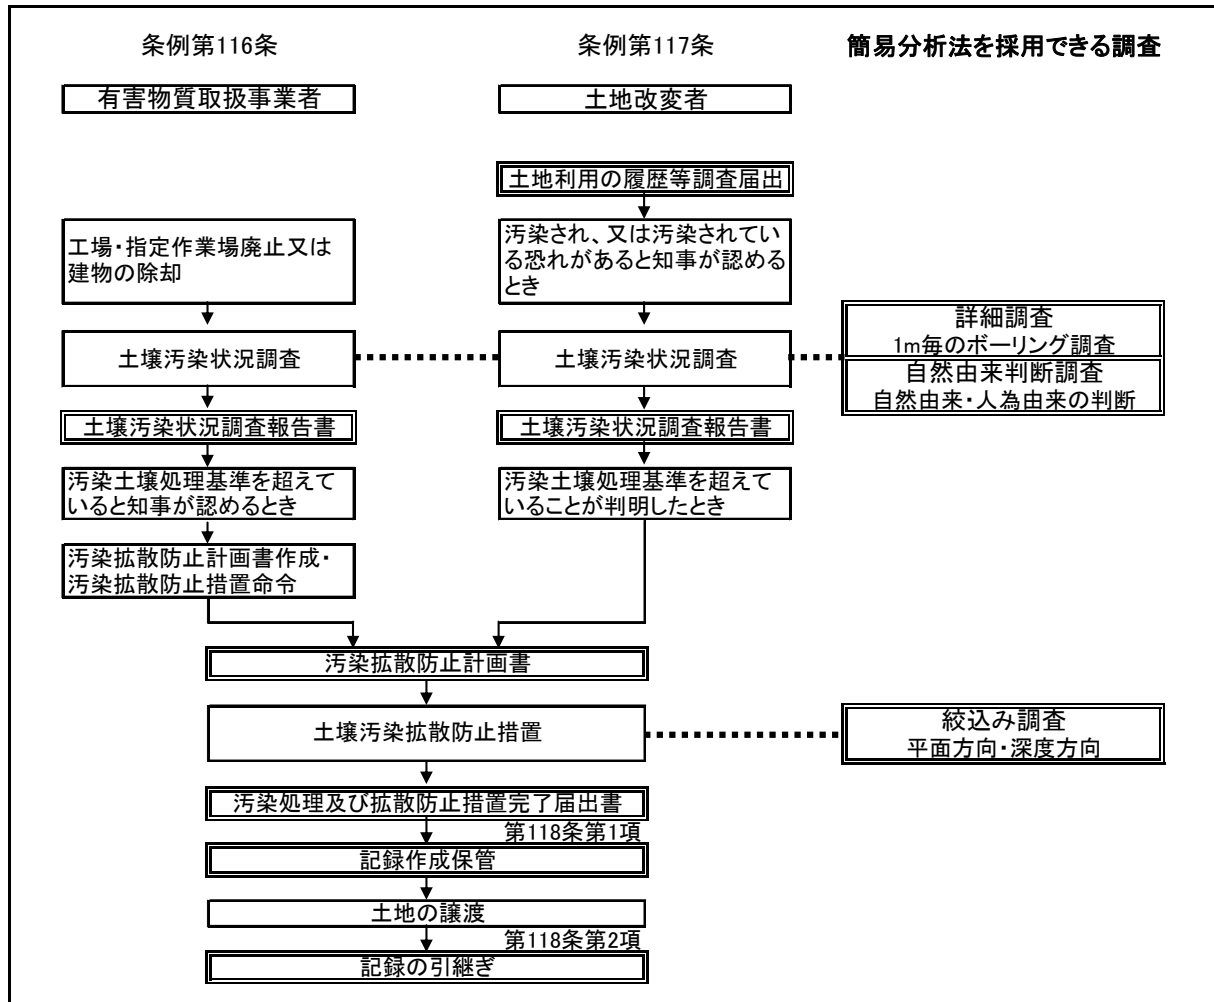 条例第116条
条例第117条
簡易分析法を採用できる調査
有害物質取扱事業者
土地改変者
土地利用の履歴等調査届出
工場・指定作業場廃止又は
建物の除却
汚染され、又は汚染されてい
る恐れがあると知事が認める
とき
土壌汚染状況調査
土壌汚染状況調査
詳細調査
1m毎のボーリング調査
自然由来判断調査
自然由来・人為由来の判断
土壌汚染状況調査報告書
土壌汚染状況調査報告書
汚染土壌処理基準を超えて
いると知事が認めるとき
汚染土壌処理基準を超えて
いることが判明したとき
汚染拡散防止計画書作成・
汚染拡散防止措置命令
汚染拡散防止計画書
土壌汚染拡散防止措置
絞込み調査
平面方向・深度方向
汚染処理及び拡散防止措置完了届出書
第118条第1項
記録作成保管
土地の譲渡
第118条第2項
記録の引継ぎ